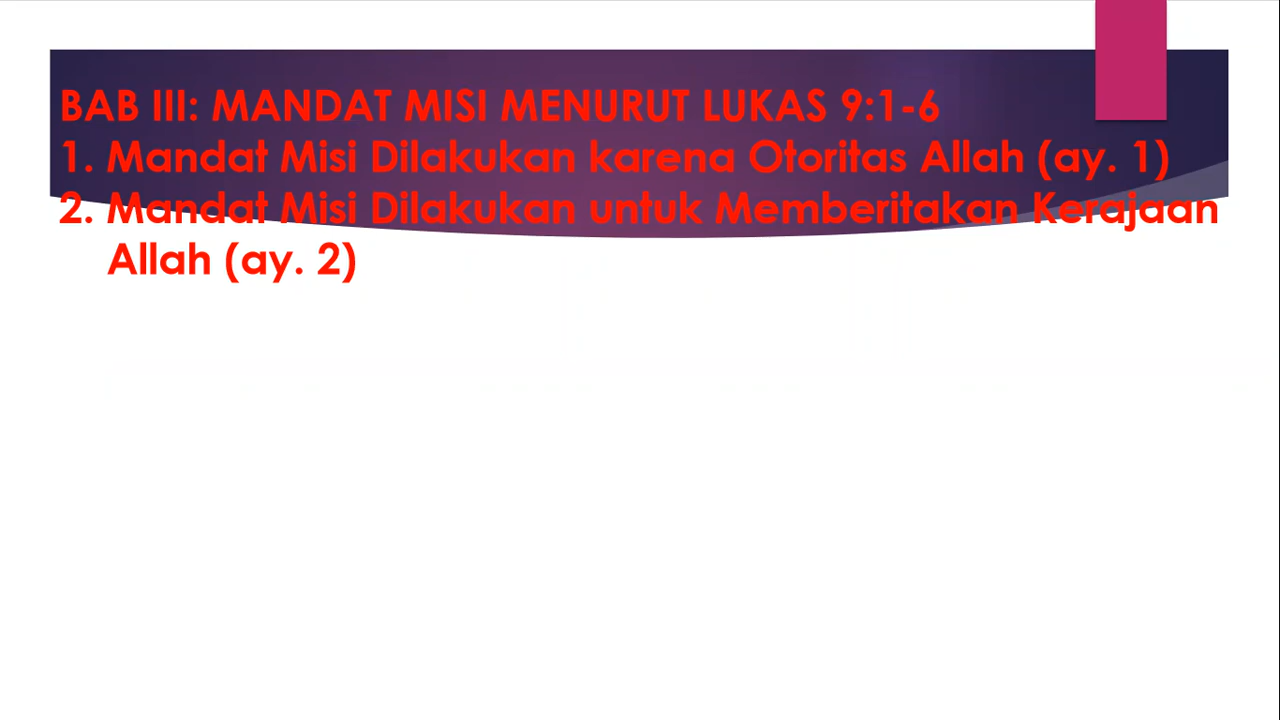 BAB III: MANDAT MISI MENURUT LUKAS 9:1-6
1. Mandat Misi Dilakukan karena Otoritas Allah (ay. 1)
2. Mandat Misi Dilakukan untuk Memberitakan Kerajaan
Allah (ay. 2)